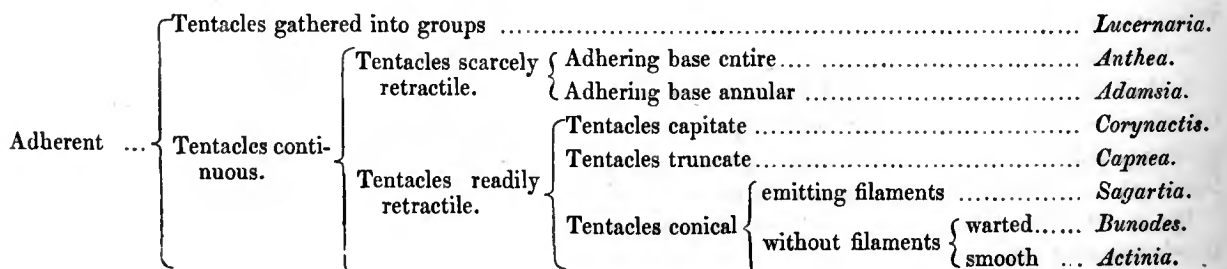 Tentacles gathered into groups ........ Lucernaria.
Tentacles scarcely retractile.
Adhering base entire.... ........ Anthea.
Adhering base annular ........ Adamsia.
Adherent ...
Tentacles conti-
nuous.
Tentacles readily
retractile.
Tentacles capitate ........ Corynactis.
Tentacles truncate ........ Capnea.
Tentacles conical
emitting filaments ........ Sagartia.
without filaments
warted...... Bunodes.
smooth ... Actinia.